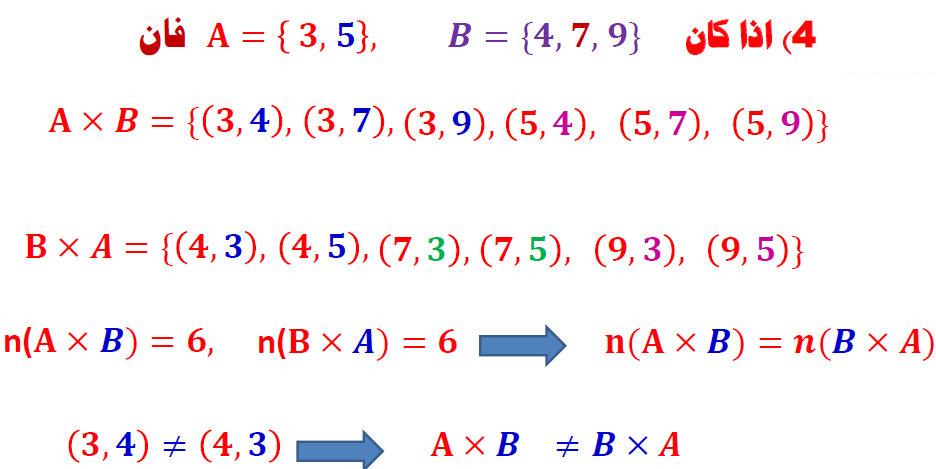 4) اذا كان B = {4, 7, 9} A = { 3, 5}, فان
A × B = {(3, 4), (3, 7), (3, 9), (5, 4), (5, 7), (5, 9)}
B × A = {(4, 3), (4, 5), (7, 3), (7, 5), (9, 3), (9, 5)}
n(A × B) = 6, n(B × A) = 6 n(A × B) = n(B × A)
(3, 4) ≠ (4, 3) A × B ≠ B × A